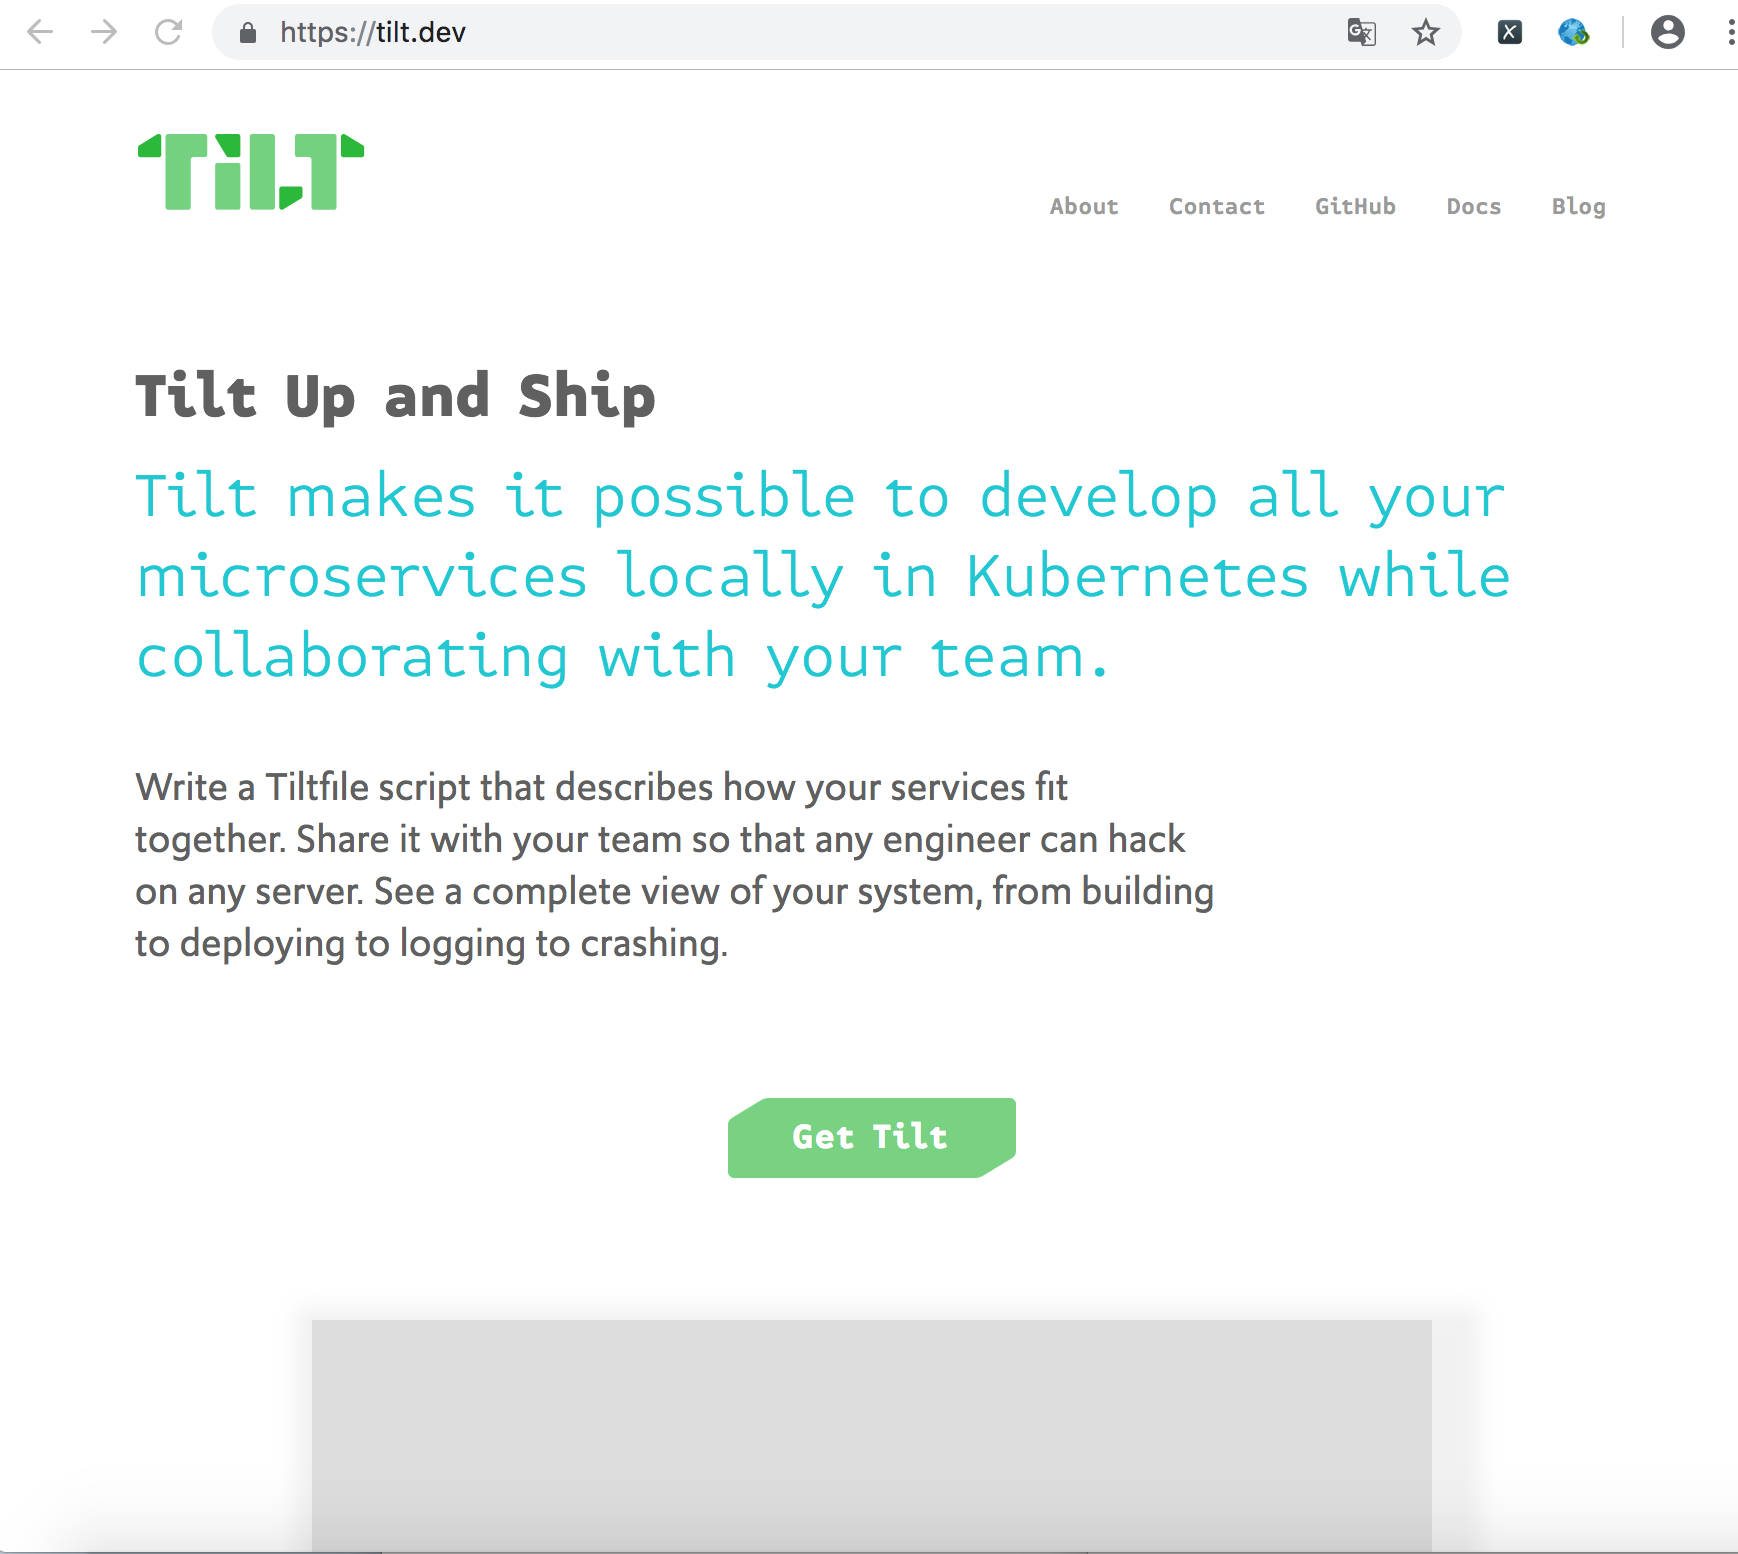 https://tilt.dev
TiLT
About Contact GitHub Docs Blog
Tilt Up and Ship
Tilt makes it possible to develop all your
microservices locally in Kubernetes while
collaborating with your team.
Write a Tiltfile script that describes how your services fit
together. Share it with your team so that any engineer can hack
on any server. See a complete view of your system, from building
to deploying to logging to crashing.
Get Tilt